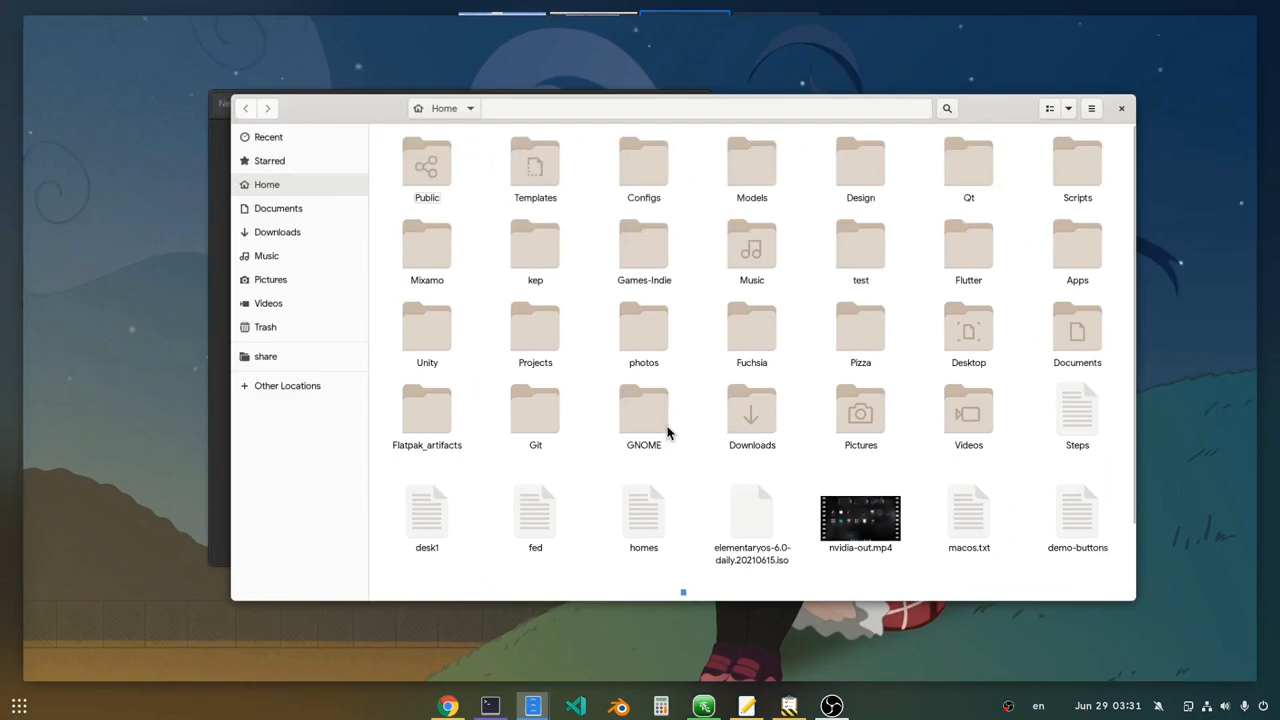 Ne
Home
Recent
Starred
Home
Documents
Downloads
Music
Pictures
Videos
Trash
share
Other Locations
Public
Templates
Configs
Models
Design
Qt
Scripts
Mixamo
kep
Games-Indie
Music
test
Flutter
Apps
Unity
Projects
photos
Fuchsia
Pizza
Desktop
Documents
Flatpak_artifacts
Git
GNOME
Downloads
Pictures
Videos
Steps
desk1
fed
homes
elementaryos-6.0-
daily.20210615.iso
nvidia-out.mp4
macos.txt
demo-buttons
en
Jun 29 03:31